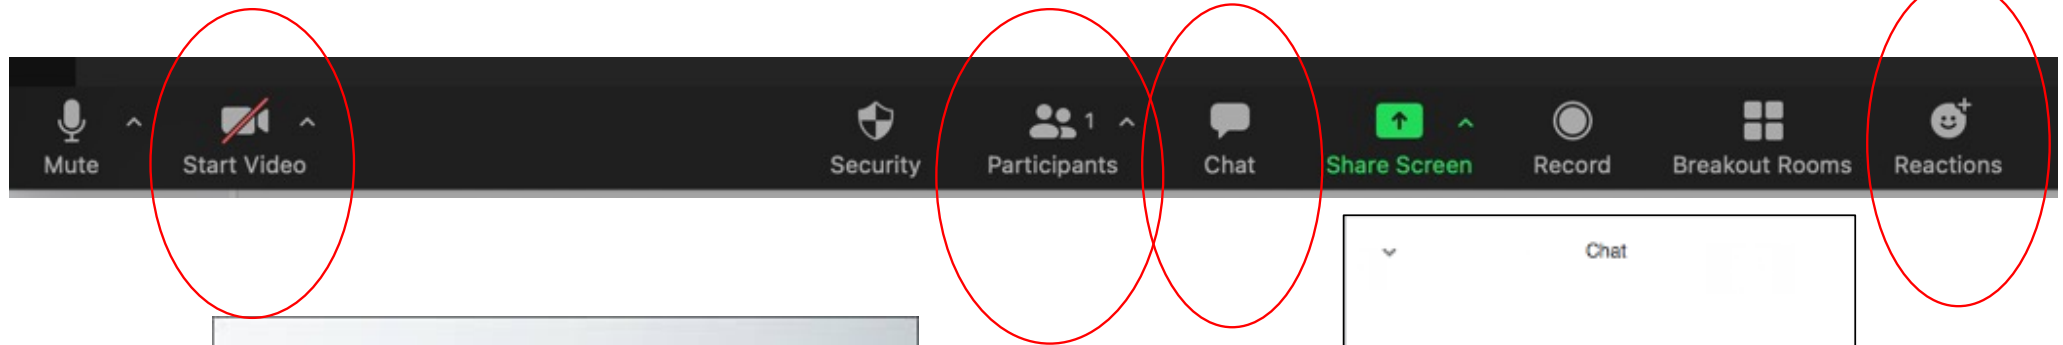 Mute
Start Video
Security
1
Participants
Chat
Share Screen
Record
Breakout Rooms
Reactions
Chat